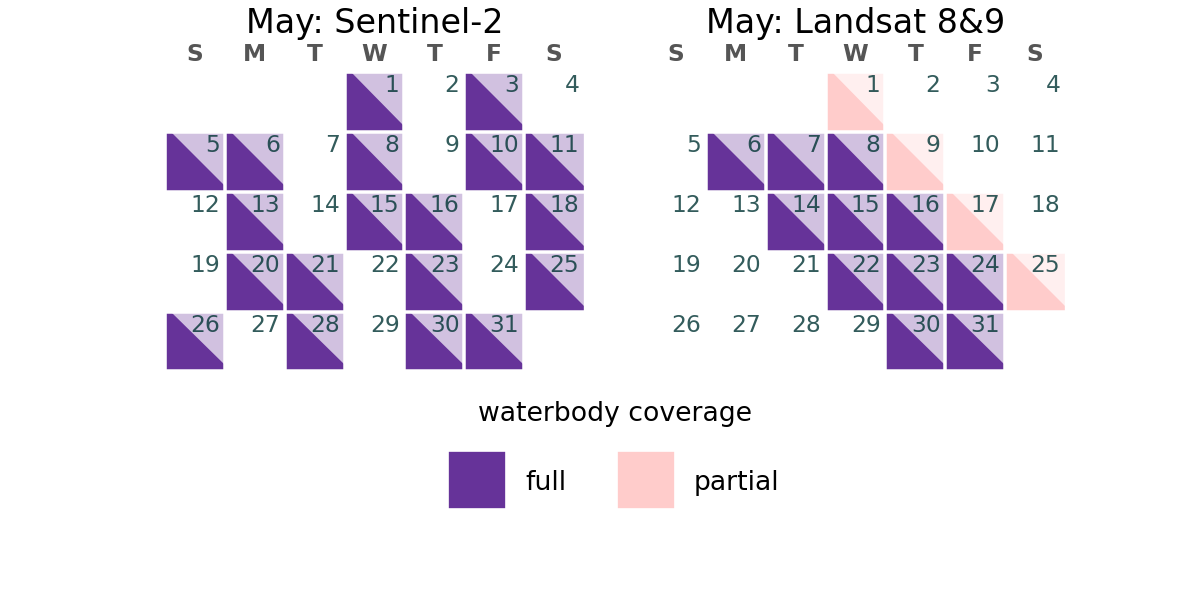 May: Sentinel-2
S M T W T F S
1 2 3 4
5 6 7 8 9 10 11
12 13 14 15 16 17 18
19 20 21 22 23 24 25
26 27 28 29 30 31
May: Landsat 8&9
S M T W T F S
1 2 3 4
5 6 7 8 9 10 11
12 13 14 15 16 17 18
19 20 21 22 23 24 25
26 27 28 29 30 31
waterbody coverage
full partial